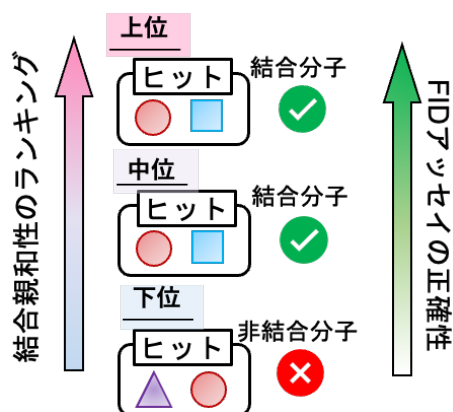 上位
ヒット
結合分子
中位
ヒット
結合分子
下位
ヒット
非結合分子
結合親和性のランキング
FIDアッセイの正確性